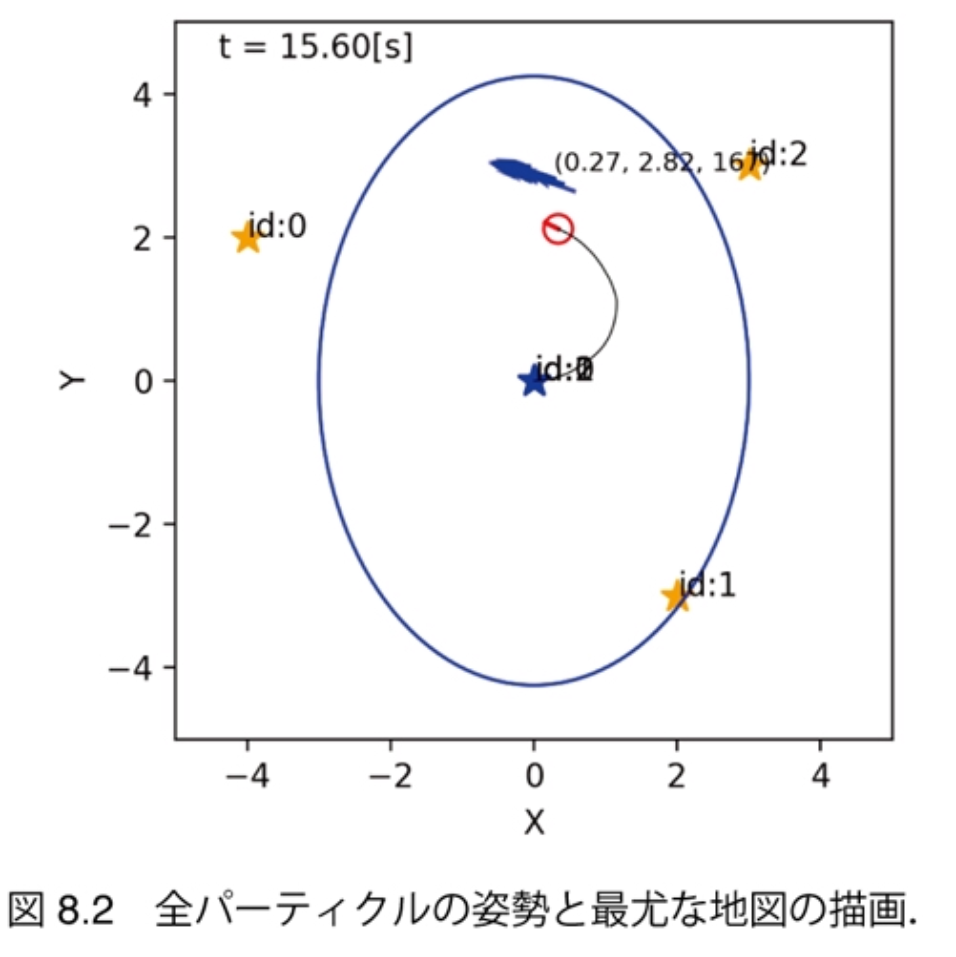 t = 15.60[s]
4
(0.27, 2.82, 167)
id:2
id:0
2
Y
0
id:
id:1
−2
−4
−4 −2 0 2 4
X
図 8.2 全パーティクルの姿勢と最尤な地図の描画.